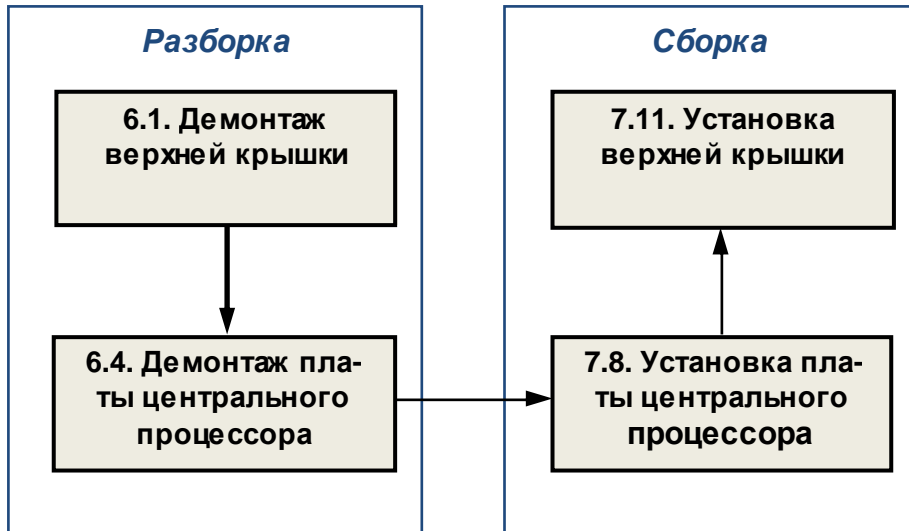 Разборка
6.1. Демонтаж
верхней крышки
6.4. Демонтаж пла-
ты центрального
процессора
Сборка
7.11. Установка
верхней крышки
7.8. Установка пла-
ты центрального
процессора